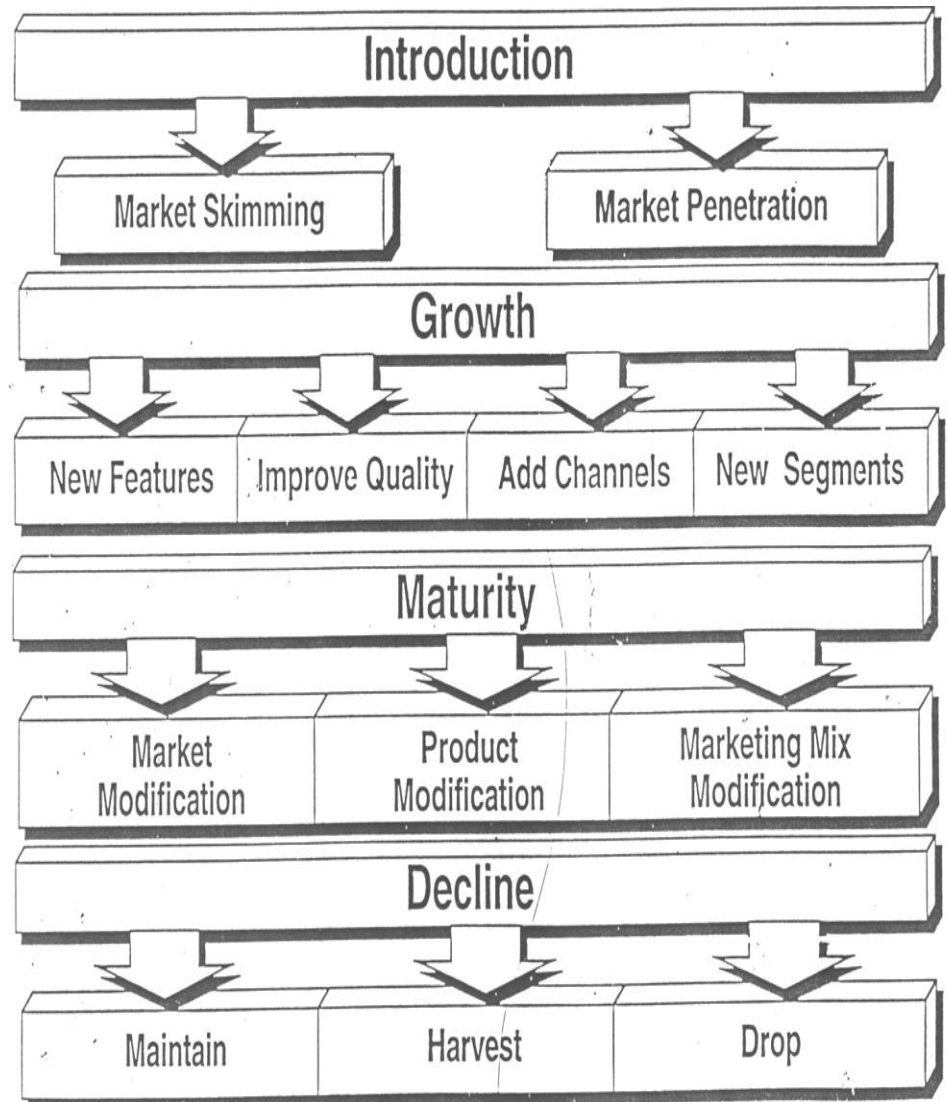 Introduction
Market Skimming
Market Penetration
Growth
New Features
Improve Quality
Add Channels
New Segments
Maturity
Market
Modification
Product
Modification
Marketing Mix
Modification
Decline
Maintain
Harvest
Drop